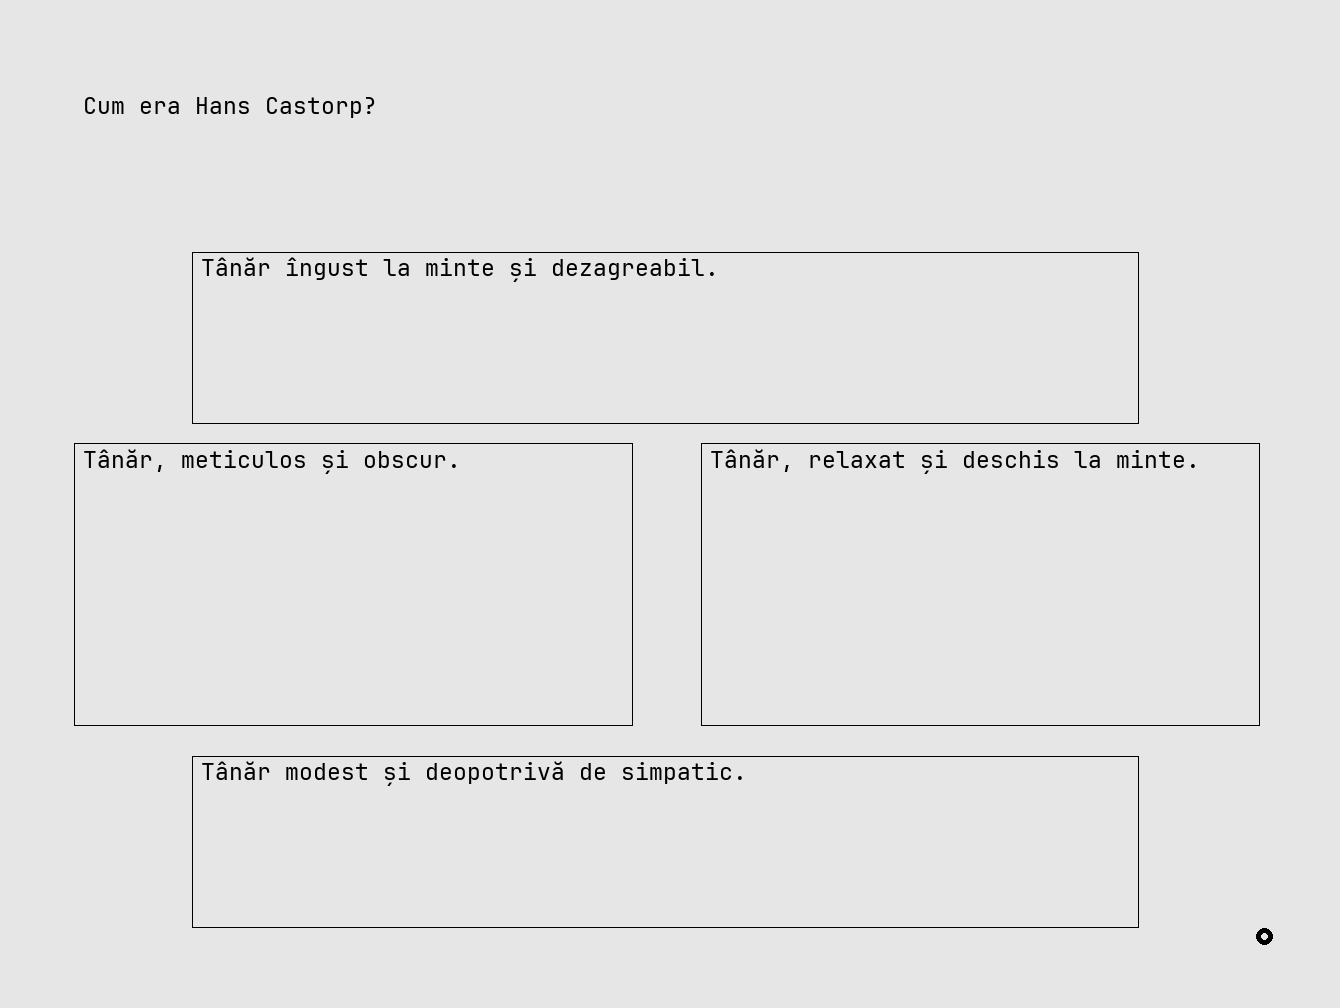 Cum era Hans Castorp?
Tânăr îngust la minte și dezagreabil.
Tânăr, meticulos și obscur.
Tânăr, relaxat și deschis la minte.
Tânăr modest și deopotrivă de simpatic.